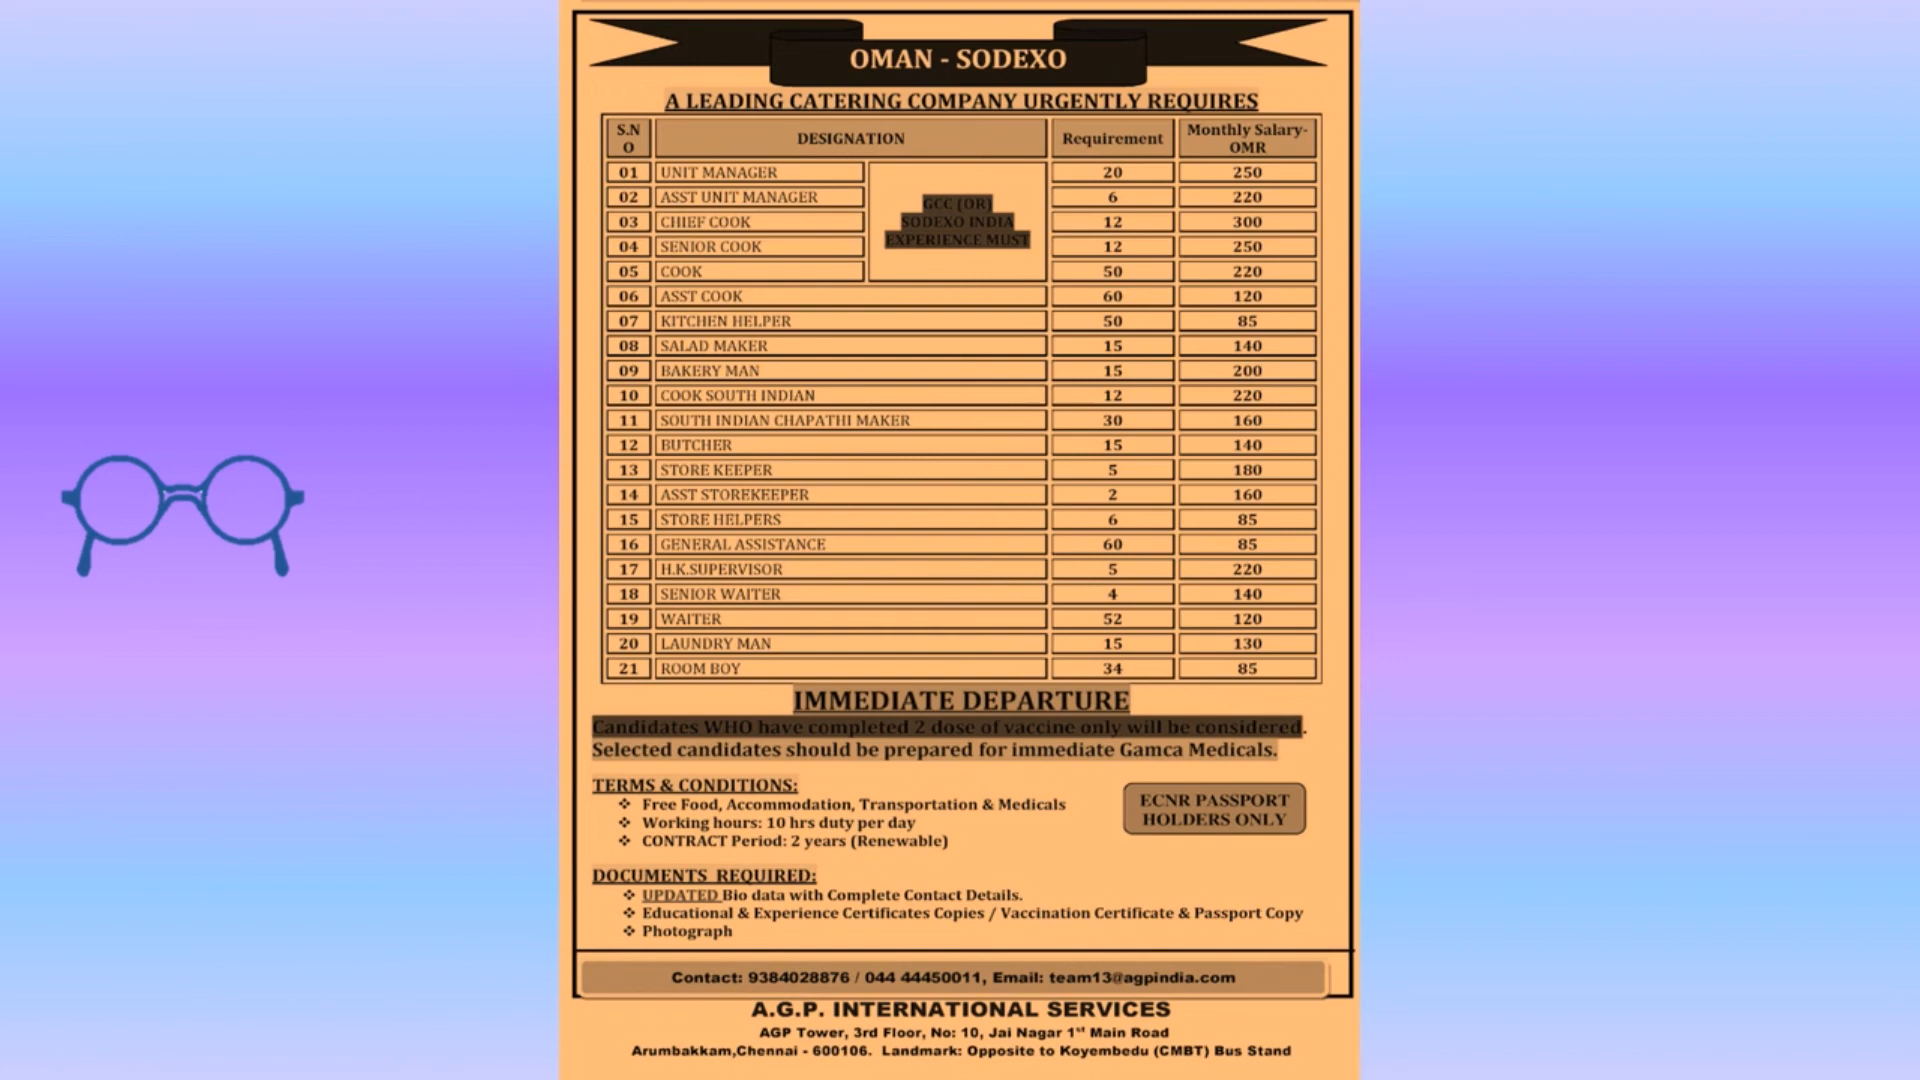 OMAN - SODEXO
A LEADING CATERING COMPANY URGENTLY REQUIRES
S.NO DESIGNATION Requirement Monthly Salary-OMR
01 UNIT MANAGER 20 250
02 ASST UNIT MANAGER 6 220
03 CHIEF COOK 12 300
04 SENIOR COOK 12 250
05 COOK 50 220
GCC (OR)
SODEXO INDIA
EXPERIENCE MUST
06 ASST COOK 60 120
07 KITCHEN HELPER 50 85
08 SALAD MAKER 15 140
09 BAKERY MAN 15 200
10 COOK SOUTH INDIAN 12 220
11 SOUTH INDIAN CHAPATHI MAKER 30 160
12 BUTCHER 15 140
13 STORE KEEPER 5 180
14 ASST STOREKEEPER 2 160
15 STORE HELPERS 6 85
16 GENERAL ASSISTANCE 60 85
17 H.K.SUPERVISOR 5 220
18 SENIOR WAITER 4 140
19 WAITER 52 120
20 LAUNDRY MAN 15 130
21 ROOM BOY 34 85
IMMEDIATE DEPARTURE
Candidates WHO have completed 2 dose of vaccine only will be considered.
Selected candidates should be prepared for immediate Gamca Medicals.
TERMS & CONDITIONS:
❖ Free Food, Accommodation, Transportation & Medicals
❖ Working hours: 10 hrs duty per day
❖ CONTRACT Period: 2 years (Renewable)
ECNR PASSPORT
HOLDERS ONLY
DOCUMENTS REQUIRED:
❖ UPDATED Bio data with Complete Contact Details.
❖ Educational & Experience Certificates Copies / Vaccination Certificate & Passport Copy
❖ Photograph
Contact: 9384028876 / 044 44450011, Email: team13@agpindia.com
A.G.P. INTERNATIONAL SERVICES
AGP Tower, 3rd Floor, No: 10, Jai Nagar 1st Main Road
Arumbakkam,Chennai - 600106. Landmark: Opposite to Koyembedu (CMBT) Bus Stand